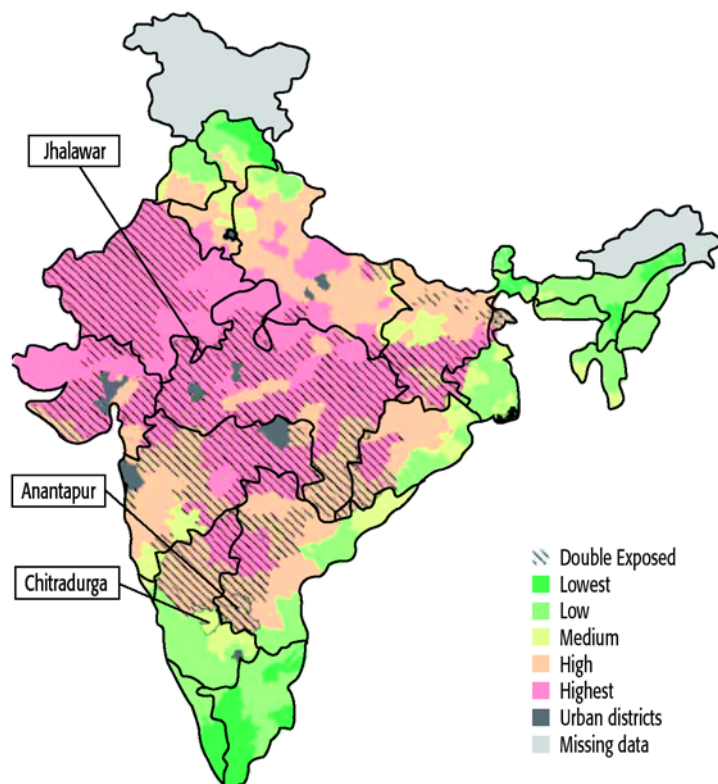 Jhalawar
Anantapur
Chitradurga
Double Exposed
Lowest
Low
Medium
High
Highest
Urban districts
Missing data